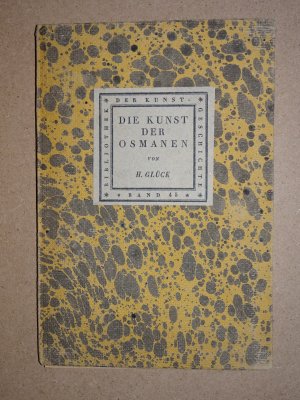 BIBLIOTHEK
DER KUNST-
GESCHICHTE
DIE KUNST
DER
OSMANEN
VON
H. GLÜCK
BAND 45